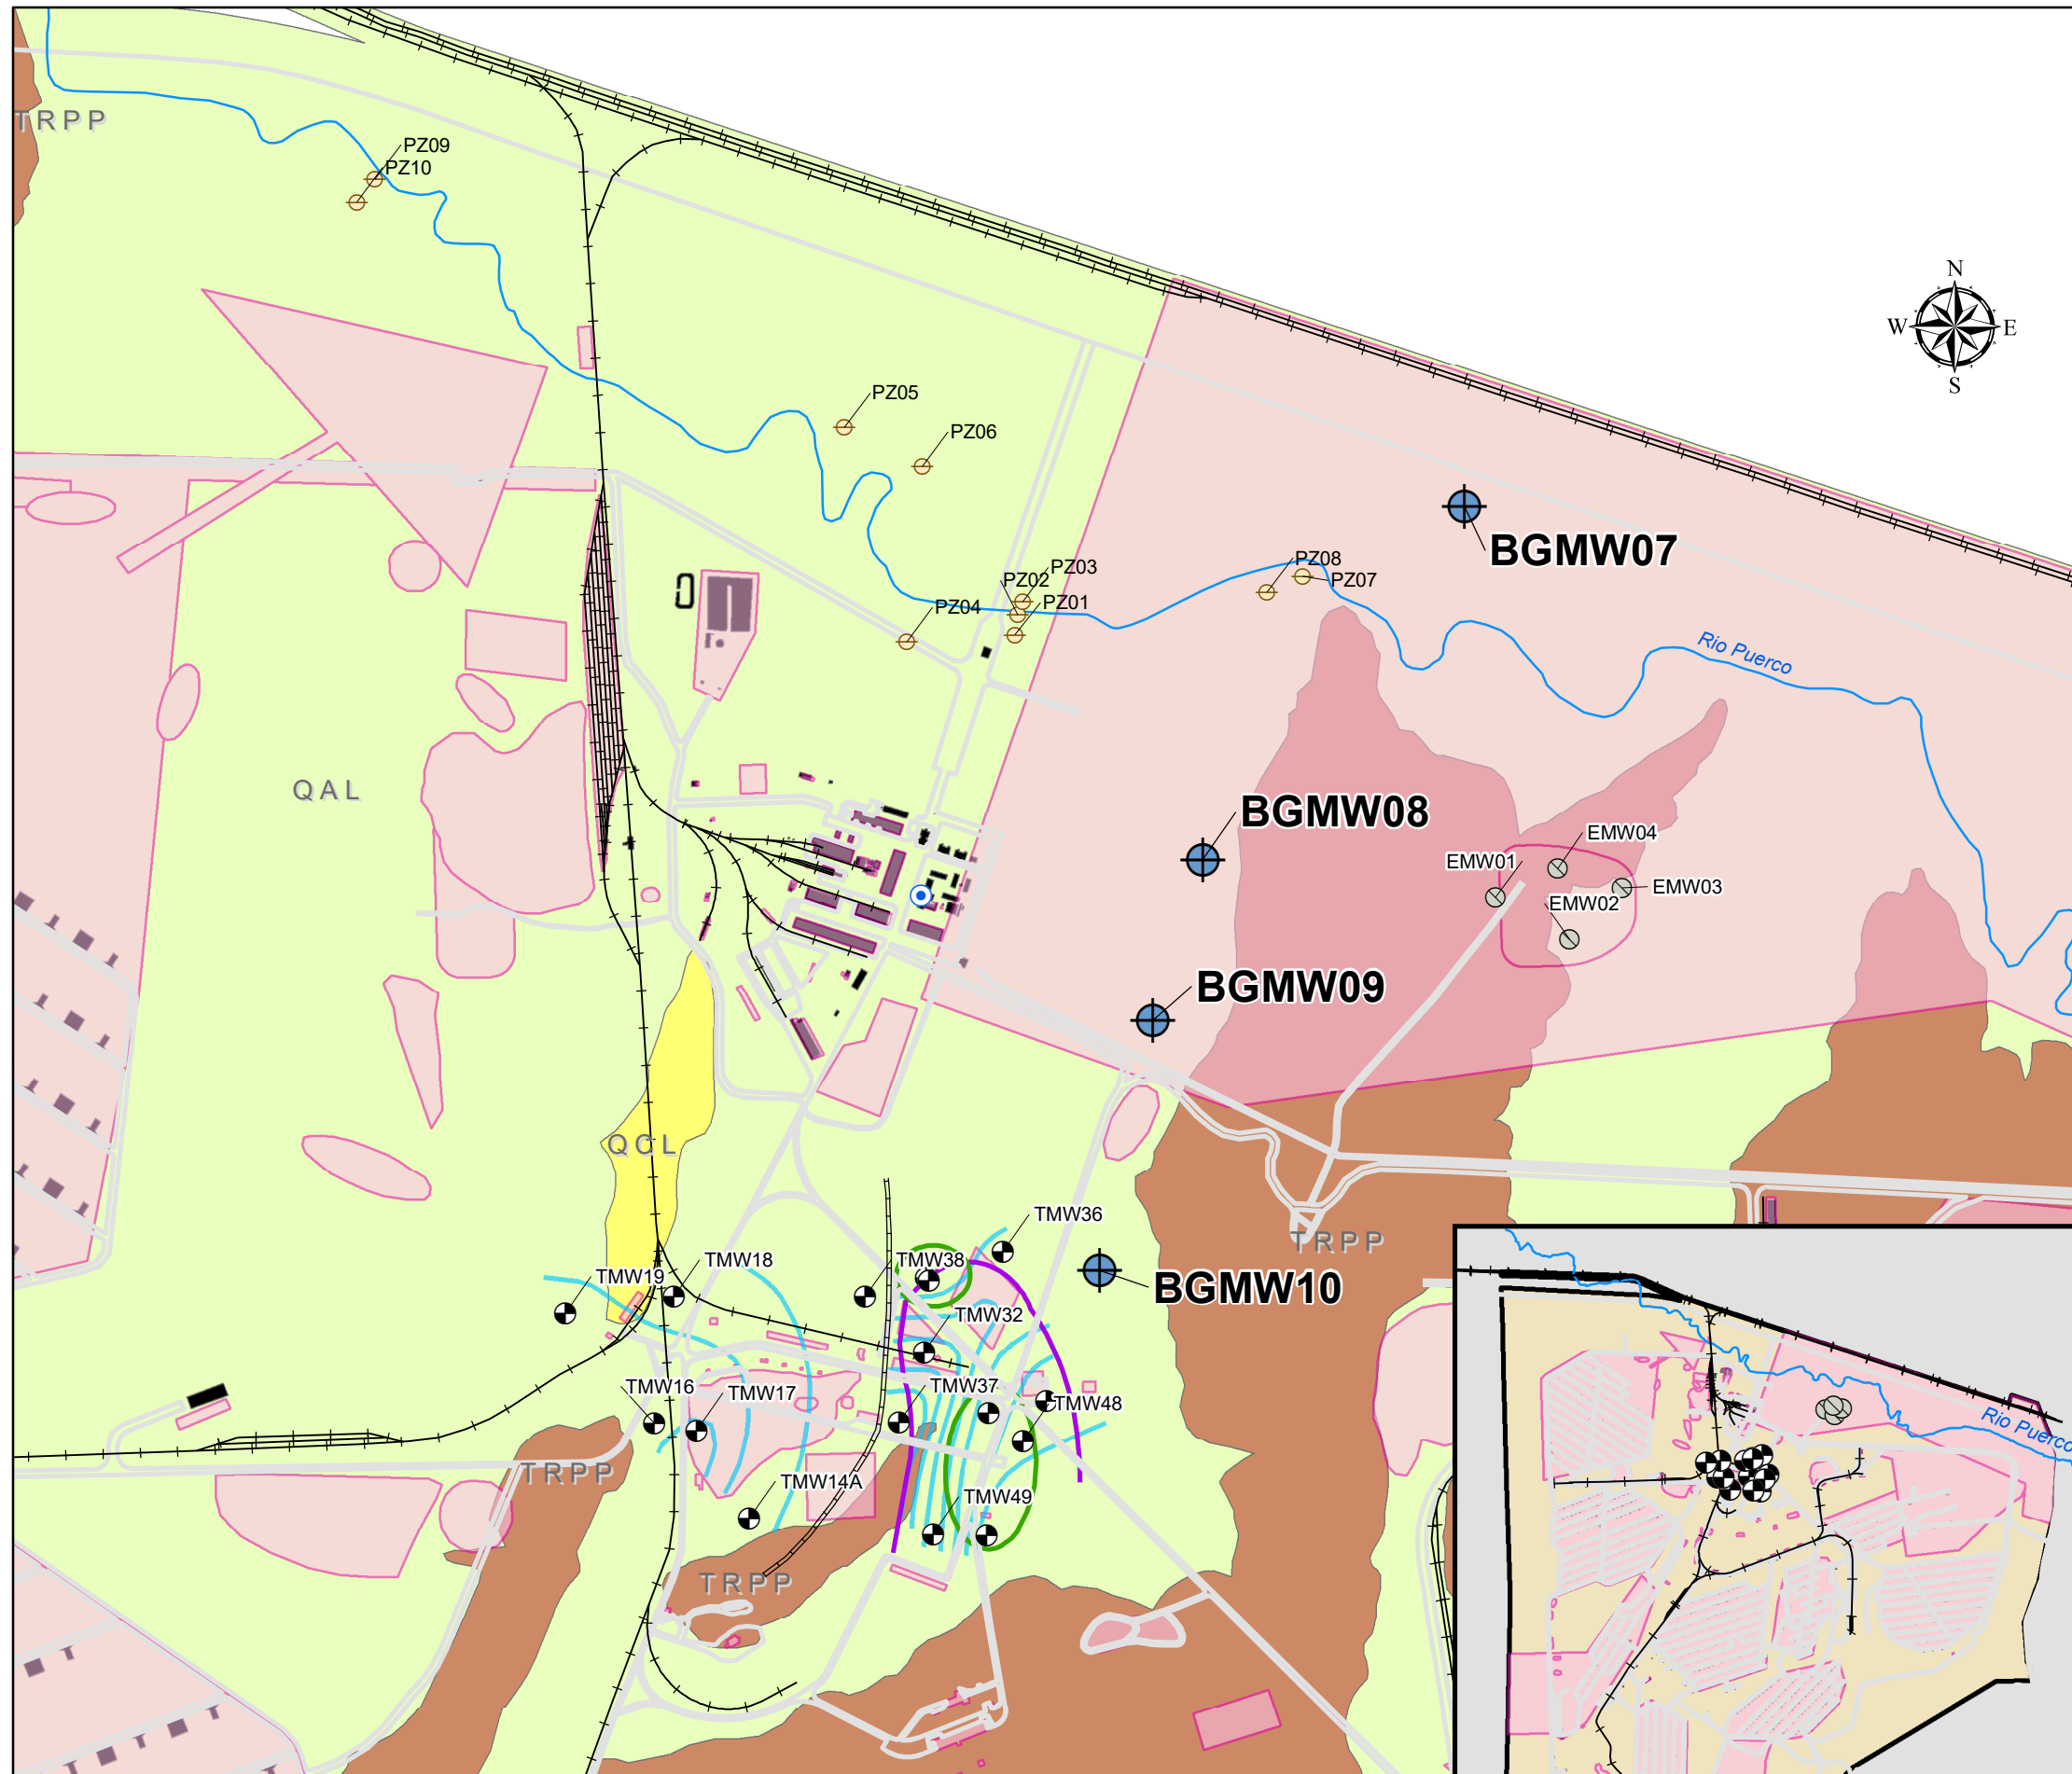 TRPP
PZ09
PZ10
N
W
E
S
PZ05
PZ06
BGMW07
PZ08
PZ03
PZ02
PZ07
PZ01
PZ04
Rio Puerco
QAL
BGMW08
EMW04
EMW01
EMW03
EMW02
BGMW09
QCL
TMW36
TRPP
TMW18
TMW38
TMW19
BGMW10
TMW32
TMW16
TMW17
TMW37
TMW48
Rio Puerco
TRPP
TMW14A
TMW49
TRPP